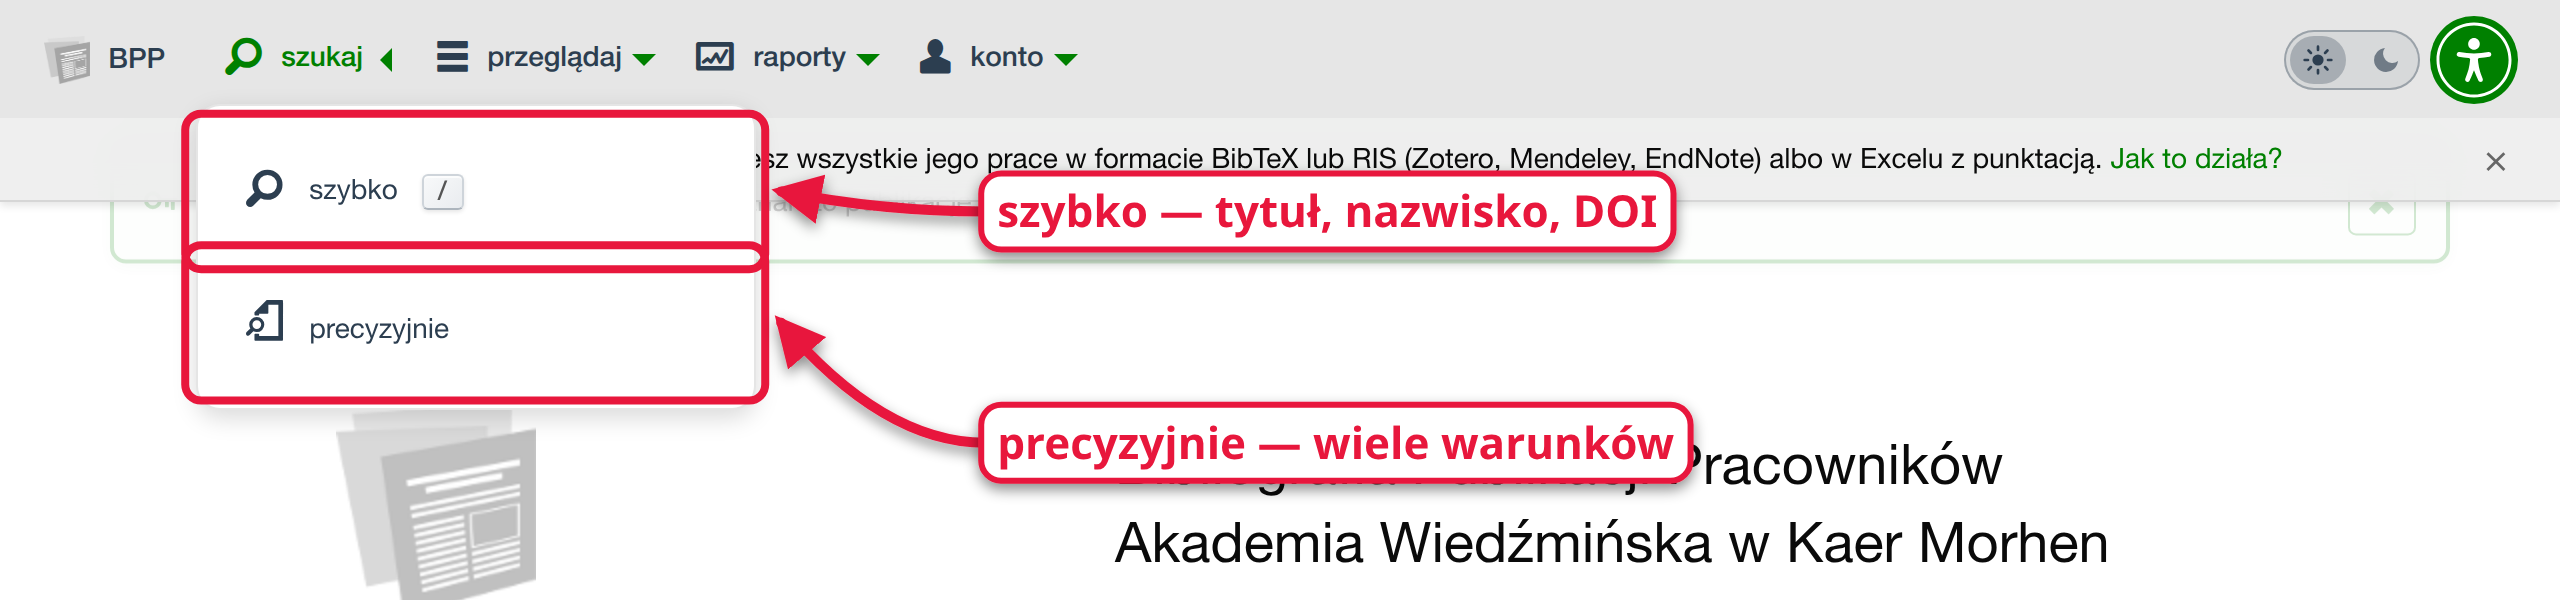 BPP szukaj przeglądaj raporty konto
sz wszystkie jego prace w formacie BibTeX lub RIS (Zotero, Mendeley, EndNote) albo w Excelu z punktacją. Jak to działa?
szybko /
szybko — tytuł, nazwisko, DOI
precyzyjnie
precyzyjnie — wiele warunków
Pracowników
Akademia Wiedźmińska w Kaer Morhen